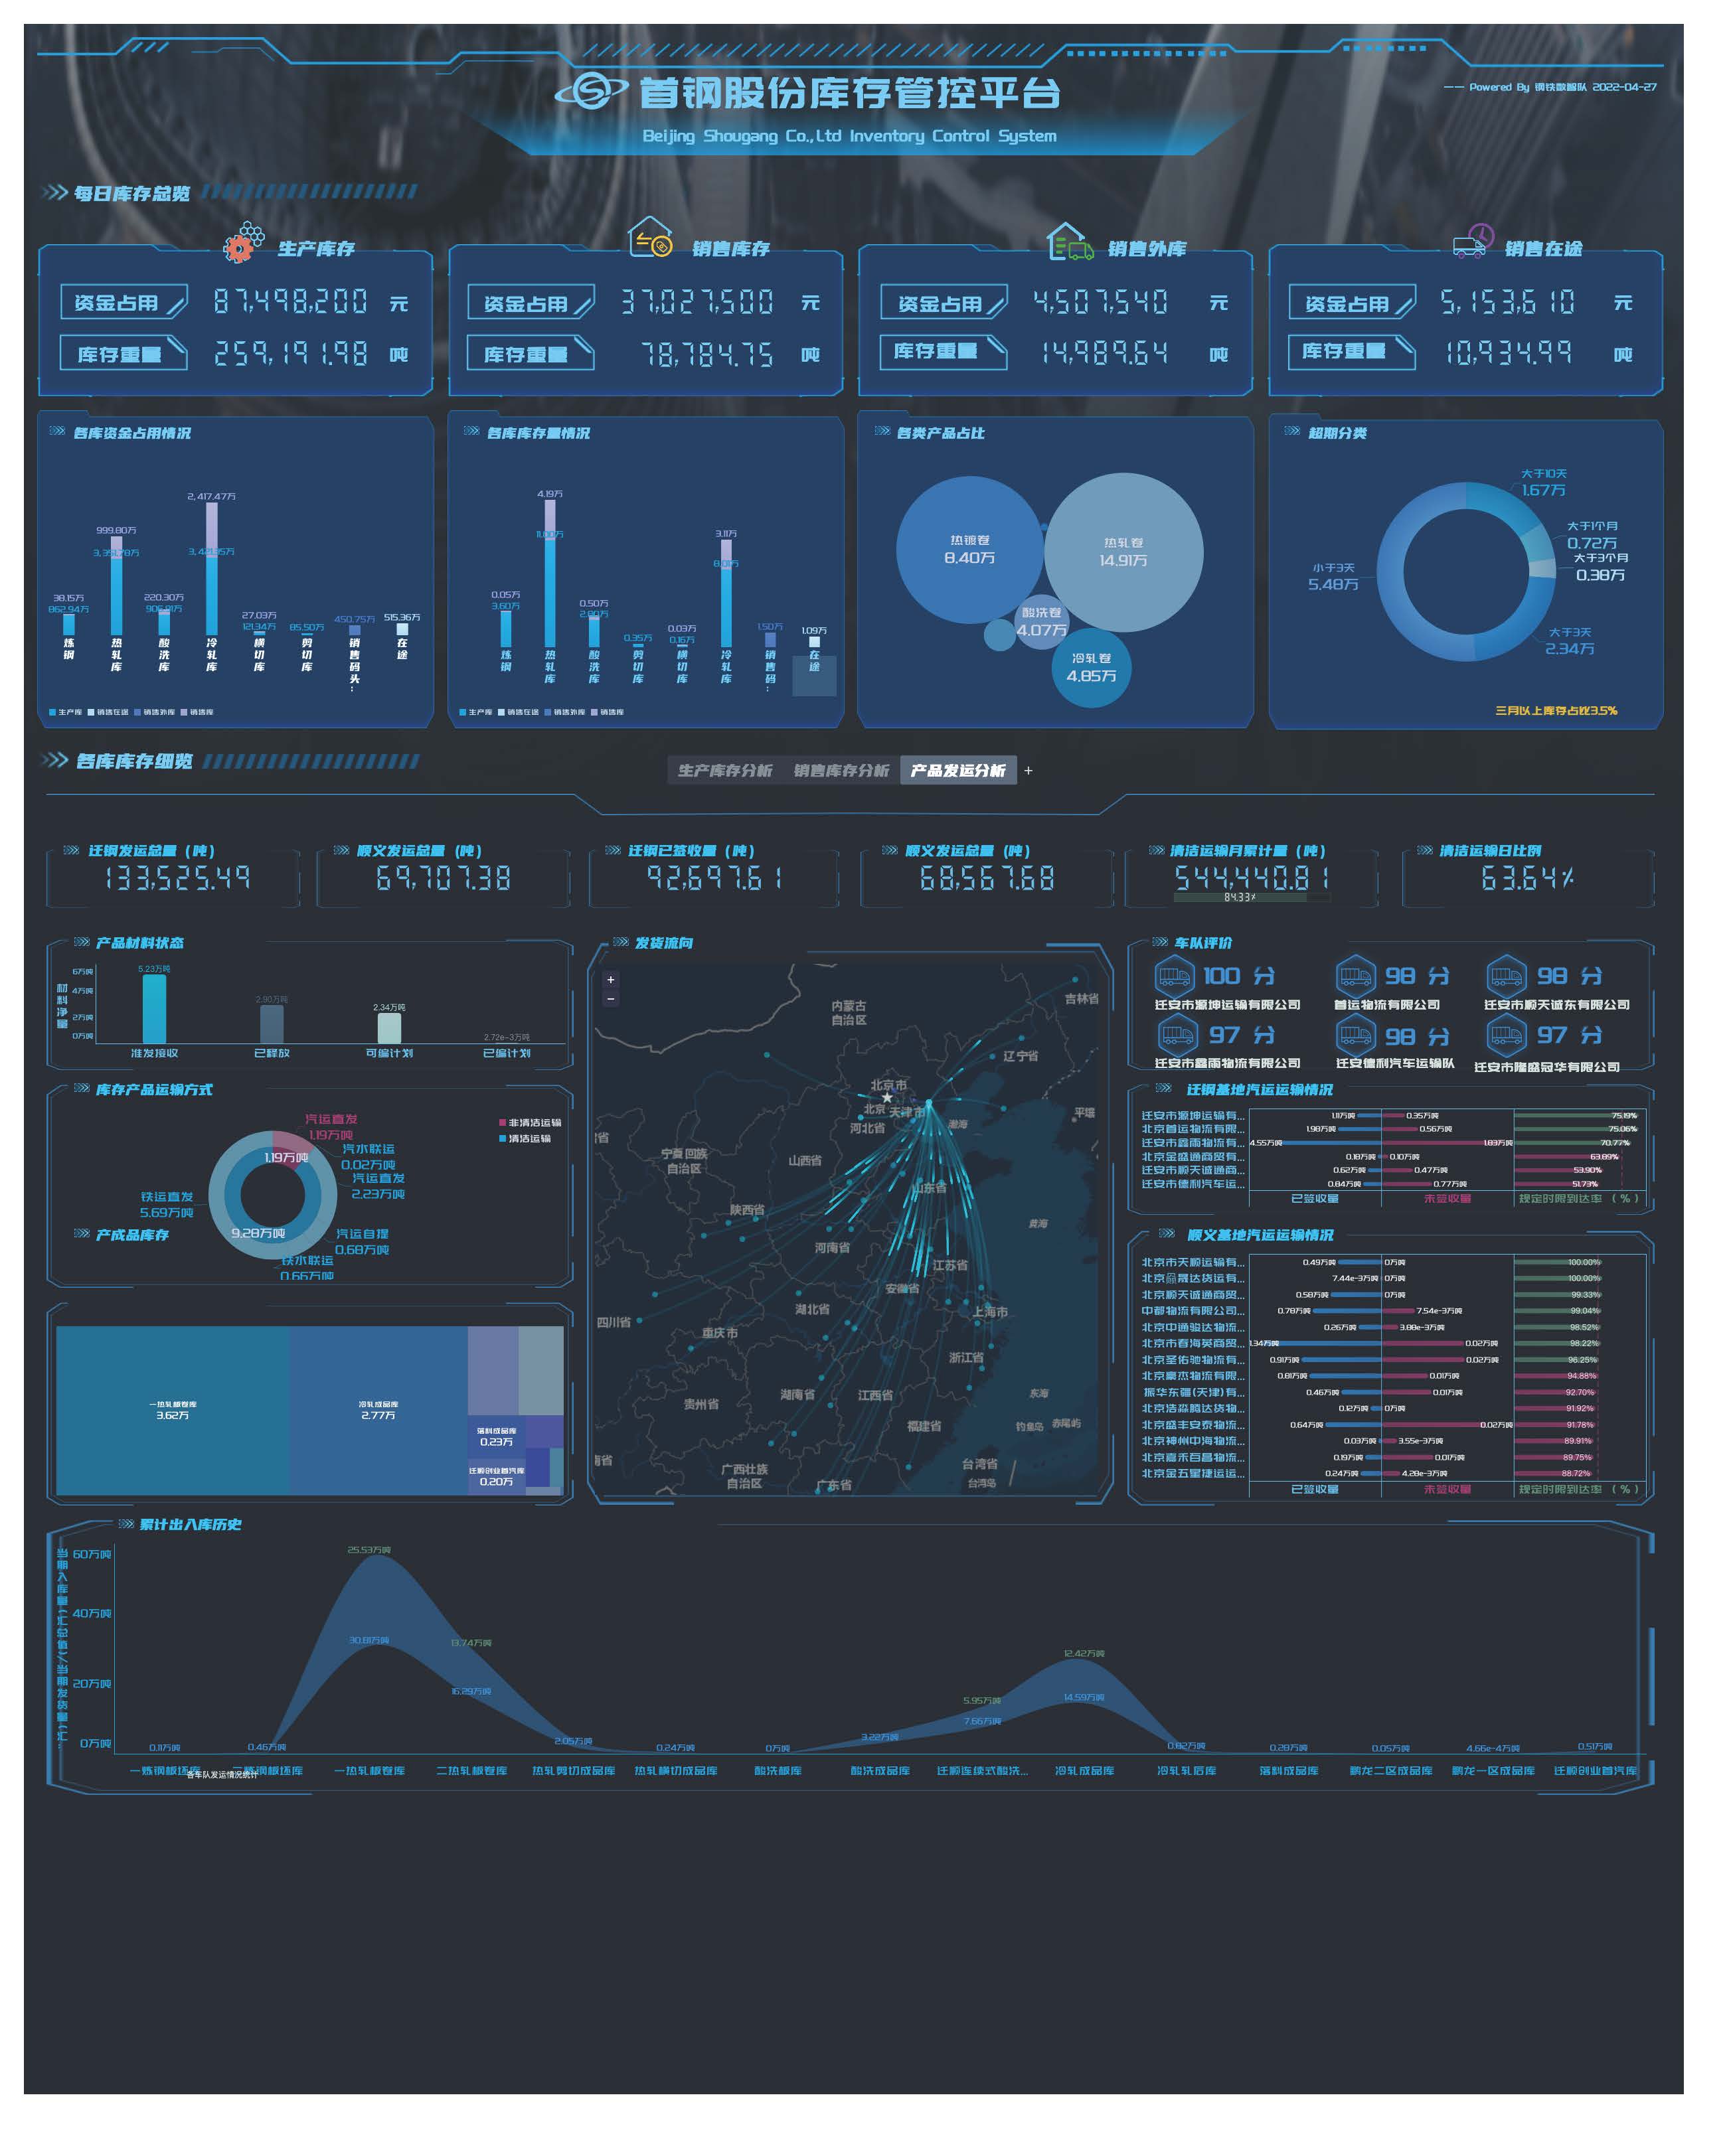 首钢股份库存管控平台
Beijing Shougang Co.,Ltd Inventory Control System
—— Powered By 钢铁数智队 2022-04-27
每日库存总览
生产库存
资金占用 87,498,200 元
库存重量 259,191.98 吨
销售库存
资金占用 37,027,500 元
库存重量 78,784.75 吨
销售外库
资金占用 4,507,540 元
库存重量 14,989.64 吨
销售在途
资金占用 5,153,610 元
库存重量 10,934.99 吨
各库资金占用情况
2,417.47万
999.80万
38.15万
862.94万
220.30万
27.03万
121.34万
85.50万
450.75万
515.36万
炼钢 热轧库 酸洗库 冷轧库 横切库 剪切库 销售码头… 在途
生产库 销售在途 销售外库 销售库
各库库存量情况
4.19万
3.11万
0.05万
3.60万
0.50万
2.80万
0.35万
0.03万
0.16万
1.50万
1.09万
炼钢 热轧库 酸洗库 剪切库 横切库 冷轧库 销售码… 在途
生产库 销售在途 销售外库 销售库
各类产品占比
热镀卷
8.40万
热轧卷
14.91万
酸洗卷
4.07万
冷轧卷
4.85万
超期分类
大于10天
1.67万
大于1个月
0.72万
大于3个月
0.38万
小于3天
5.48万
大于3天
2.34万
三月以上库存占比3.5%
各库库存细览
生产库存分析 销售库存分析 产品发运分析 +
迁钢发运总量（吨）
133,525.49
顺义发运总量（吨）
69,707.38
迁钢已签收量（吨）
92,697.61
顺义发运总量（吨）
68,567.68
清洁运输月累计量（吨）
544,440.81
84.33%
清洁运输日比例
63.64%
产品材料状态
材料净重
6万吨
4万吨
2万吨
0万吨
5.23万吨
2.90万吨
2.34万吨
2.72e-3万吨
准发接收 已释放 可编计划 已编计划
库存产品运输方式
非清洁运输
清洁运输
汽运直发
1.19万吨
1.19万吨
汽水联运
0.02万吨
汽运直发
2.23万吨
铁运直发
5.69万吨
9.28万吨
汽运自提
0.68万吨
铁水联运
0.66万吨
产成品库存
一热轧板卷库
3.62万
冷轧成品库
2.77万
落料成品库
0.23万
迁顺创业首汽库
0.20万
发货流向
+
−
内蒙古
自治区
吉林省
辽宁省
北京市
北京
天津市
河北省
渤海
平壤
省
宁夏回族
自治区
山西省
山东省
陕西省
黄海
河南省
江苏省
安徽省
湖北省
上海市
四川省
重庆市
浙江省
湖南省
江西省
东海
贵州省
福建省
钓鱼岛
赤尾屿
南省
广西壮族
自治区
台湾省
台湾岛
广东省
车队评价
100 分
迁安市源坤运输有限公司
98 分
首运物流有限公司
98 分
迁安市顺天诚东有限公司
97 分
迁安市鑫雨物流有限公司
98 分
迁安德利汽车运输队
97 分
迁安市隆盛冠华有限公司
迁钢基地汽运运输情况
迁安市源坤运输有… 1.11万吨 0.35万吨 75.19%
北京首运物流有限… 1.98万吨 0.56万吨 75.06%
迁安市鑫雨物流有… 4.55万吨 1.83万吨 70.77%
北京金盛通商贸有… 0.18万吨 0.10万吨 63.89%
迁安市顺天诚通商… 0.62万吨 0.47万吨 53.90%
迁安市德利汽车运… 0.84万吨 0.77万吨 51.73%
已签收量 未签收量 规定时限到达率（%）
顺义基地汽运运输情况
北京市天顺运输有… 0.49万吨 0万吨 100.00%
北京晶晟达货运有… 7.44e-3万吨 0万吨 100.00%
北京顺天诚通商贸… 0.58万吨 0万吨 99.33%
中都物流有限公司… 0.78万吨 7.54e-3万吨 99.04%
北京中通骏达物流… 0.26万吨 3.88e-3万吨 98.52%
北京市春海英商贸… 1.34万吨 0.02万吨 98.22%
北京圣佑驰物流有… 0.91万吨 0.02万吨 96.25%
北京豪杰物流有限… 0.81万吨 0.01万吨 94.88%
振华东疆(天津)有… 0.46万吨 0.01万吨 92.70%
北京浩淼腾达货物… 0.12万吨 0万吨 91.92%
北京盛丰安泰物流… 0.64万吨 0.02万吨 91.78%
北京神州中海物流… 0.03万吨 3.55e-3万吨 89.91%
北京嘉禾百昌物流… 0.19万吨 0.01万吨 89.75%
北京金五星捷运运… 0.24万吨 4.28e-3万吨 88.72%
已签收量 未签收量 规定时限到达率（%）
累计出入库历史
60万吨
40万吨
20万吨
0万吨
25.53万吨
30.81万吨
13.74万吨
16.29万吨
12.42万吨
14.59万吨
5.95万吨
7.66万吨
0.11万吨 0.46万吨 2.05万吨 0.24万吨 0万吨 3.22万吨 0.62万吨 0.28万吨 0.05万吨 4.66e-4万吨 0.51万吨
一炼钢板坯库 二炼钢板坯库 一热轧板卷库 二热轧板卷库 热轧剪切成品库 热轧横切成品库 酸洗板库 酸洗成品库 迁顺连续式酸洗… 冷轧成品库 冷轧轧后库 落料成品库 鹏龙二区成品库 鹏龙一区成品库 迁顺创业首汽库
各车队发运情况统计